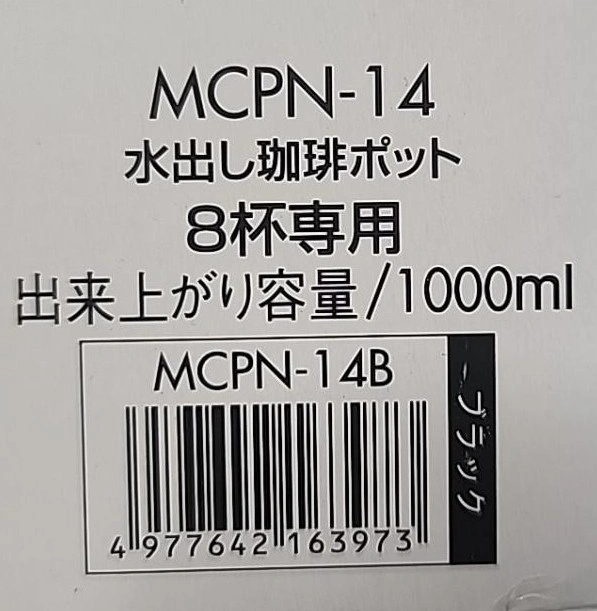 MCPN-14
水出し珈琲ポット
8杯専用
出来上がり容量/1000ml
MCPN-14B
ブラック
4 977642 163973